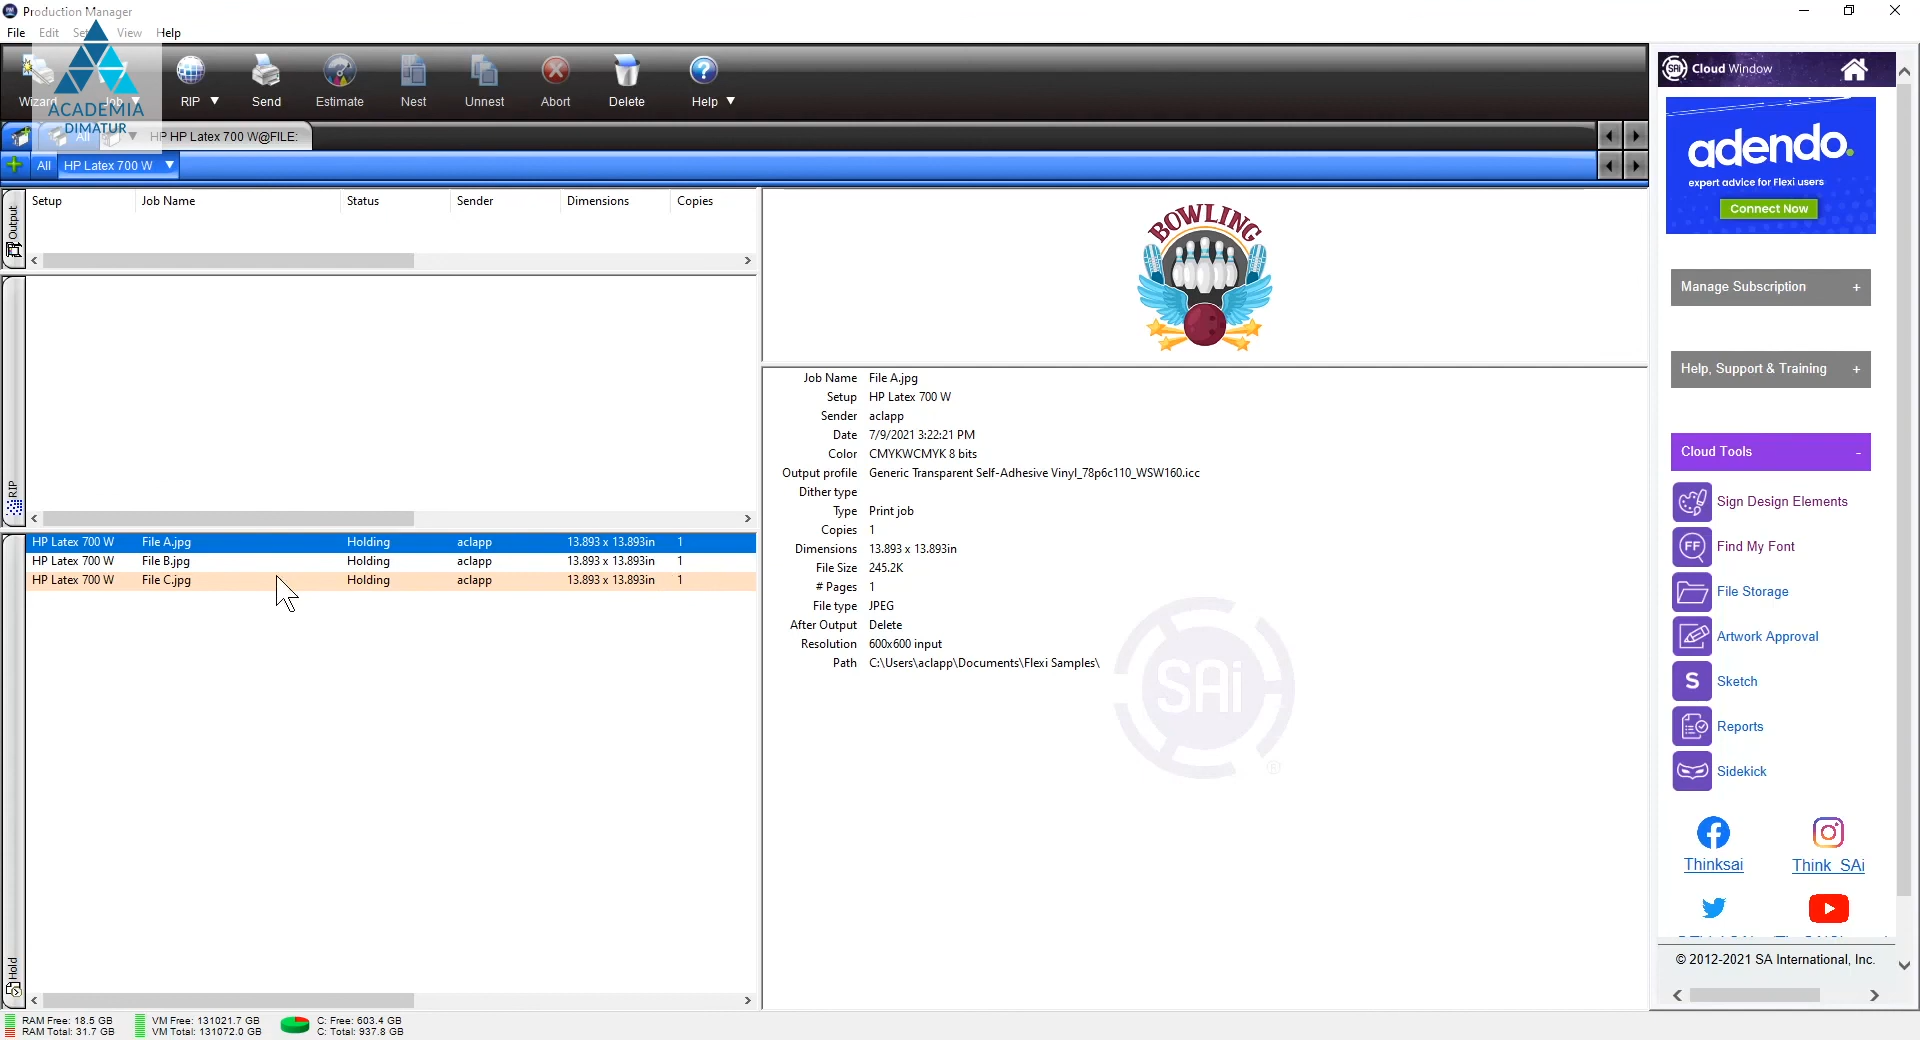 Production Manager
File Edit Set View Help
Wizard Job RIP Send Estimate Nest Unnest Abort Delete Help
ACADEMIA
DIMATUR
All HP HP Latex 700 W@FILE:
All HP Latex 700 W
Output
Setup Job Name Status Sender Dimensions Copies
RIP
Hold
HP Latex 700 W File A.jpg Holding aclapp 13.893 x 13.893in 1
HP Latex 700 W File B.jpg Holding aclapp 13.893 x 13.893in 1
HP Latex 700 W File C.jpg Holding aclapp 13.893 x 13.893in 1
BOWLING
Job Name File A.jpg
Setup HP Latex 700 W
Sender aclapp
Date 7/9/2021 3:22:21 PM
Color CMYKWCMYK 8 bits
Output profile Generic Transparent Self-Adhesive Vinyl_78p6c110_WSW160.icc
Dither type
Type Print job
Copies 1
Dimensions 13.893 x 13.893in
File Size 245.2K
# Pages 1
File type JPEG
After Output Delete
Resolution 600x600 input
Path C:\Users\aclapp\Documents\Flexi Samples\
SAi
®
SAi Cloud Window
adendo.
expert advice for Flexi users
Connect Now
Manage Subscription +
Help, Support & Training +
Cloud Tools -
Sign Design Elements
FF Find My Font
File Storage
Artwork Approval
S Sketch
Reports
Sidekick
Thinksai Think_SAi
© 2012-2021 SA International, Inc.
RAM Free: 18.5 GB VM Free: 131021.7 GB C: Free: 603.4 GB
RAM Total: 31.7 GB VM Total: 131072.0 GB C: Total: 937.8 GB